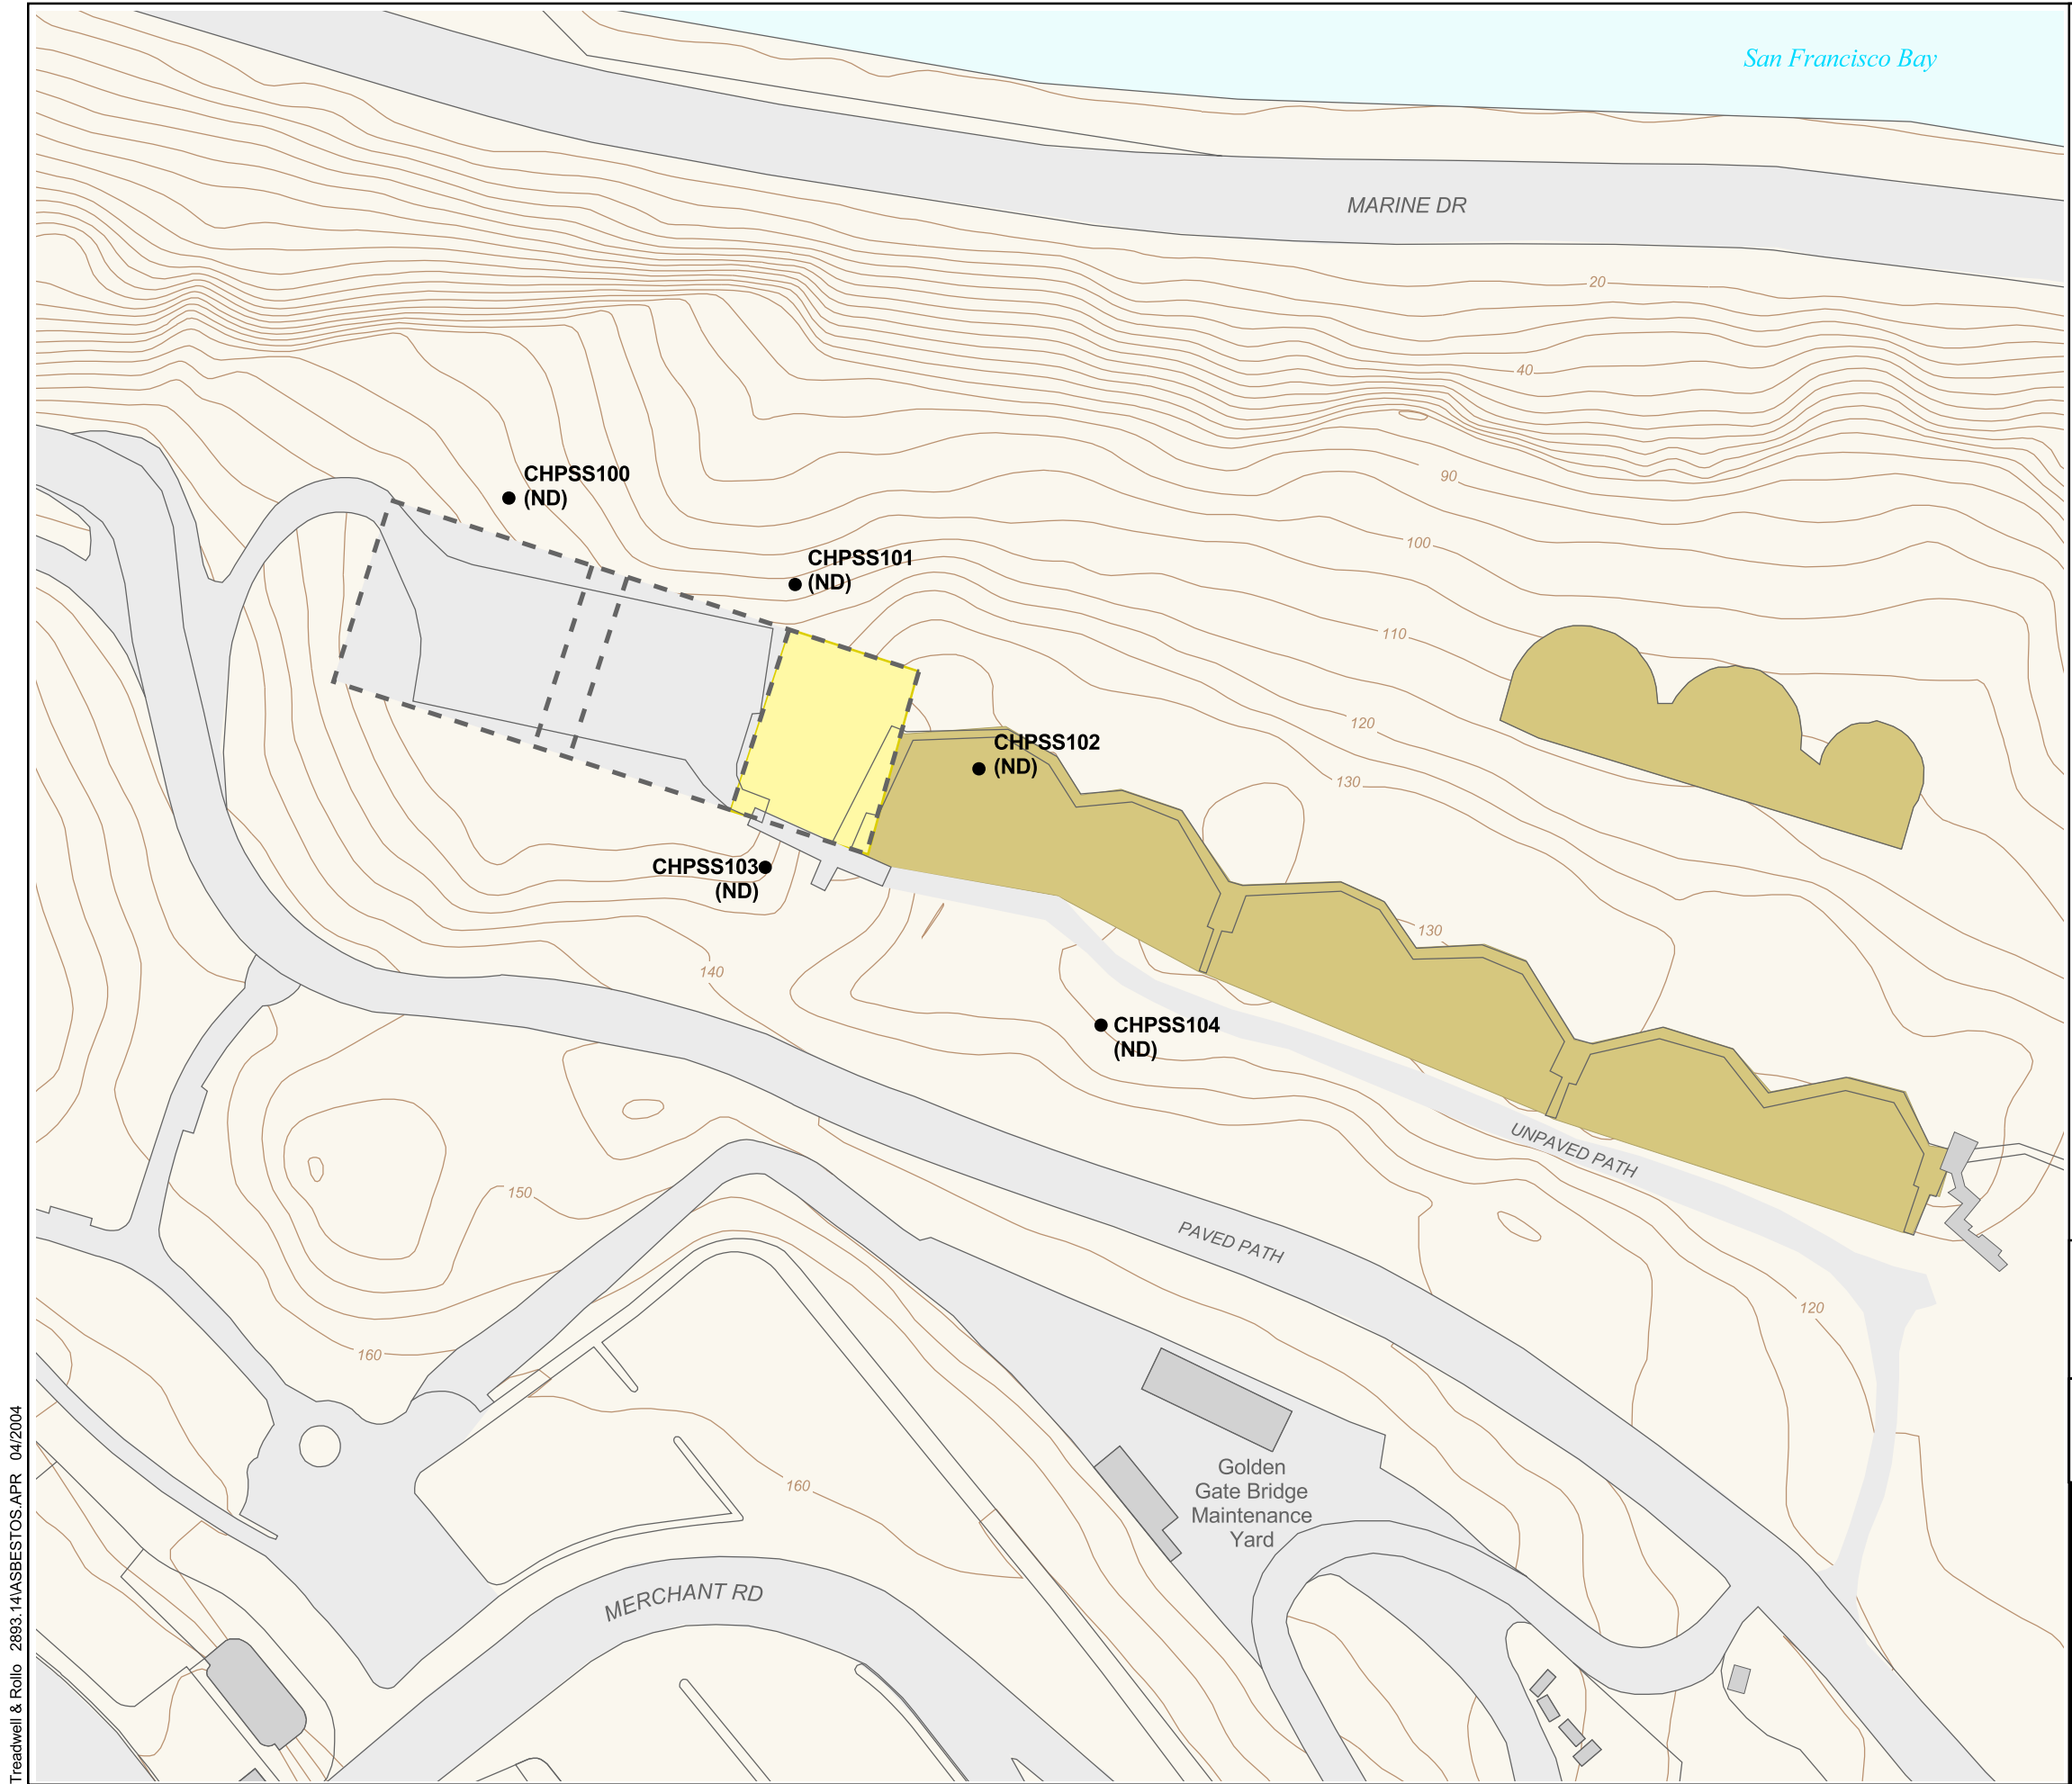 San Francisco Bay
MARINE DR
20
40
90
CHPSS100
(ND)
100
CHPSS101
(ND)
110
120
CHPSS102
(ND)
130
CHPSS103
(ND)
130
140
CHPSS104
(ND)
UNPAVED PATH
150
PAVED PATH
120
160
Golden
Gate Bridge
Maintenance
Yard
160
MERCHANT RD
Treadwell & Rollo 2893.14\ASBESTOS.APR 04/2004